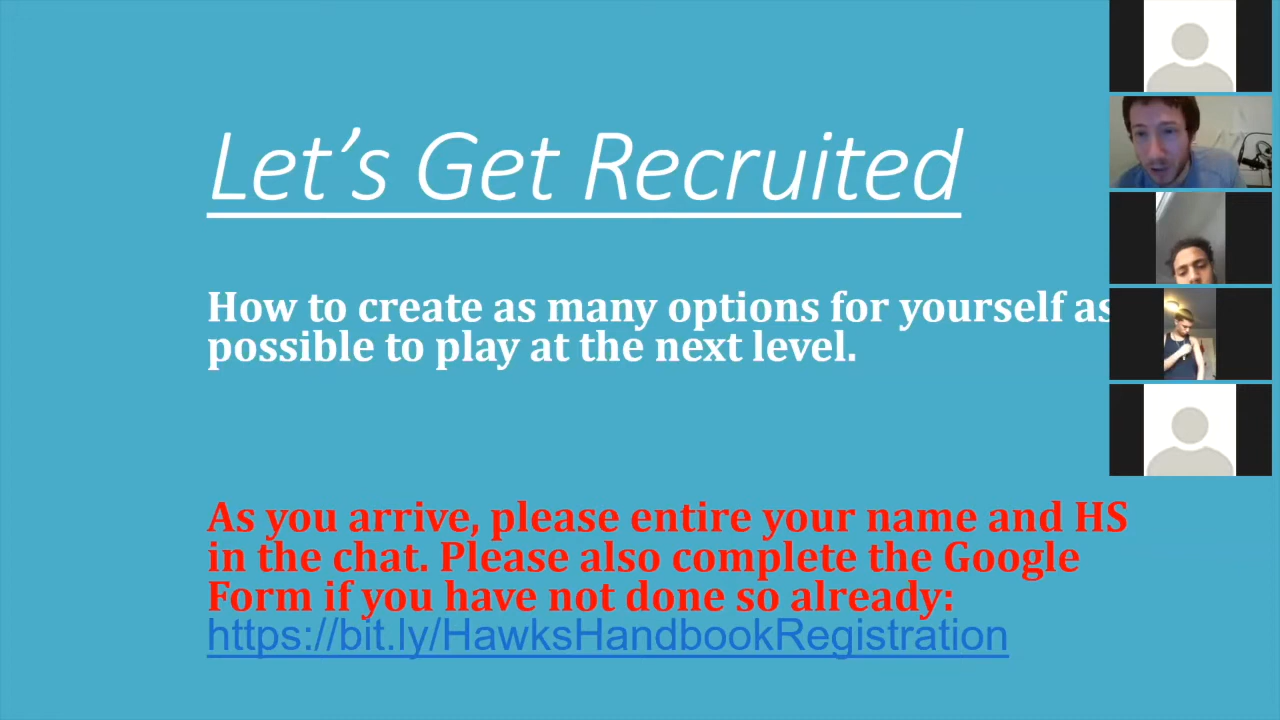 Let's Get Recruited
How to create as many options for yourself as
possible to play at the next level.
As you arrive, please entire your name and HS
in the chat. Please also complete the Google
Form if you have not done so already:
https://bit.ly/HawksHandbookRegistration